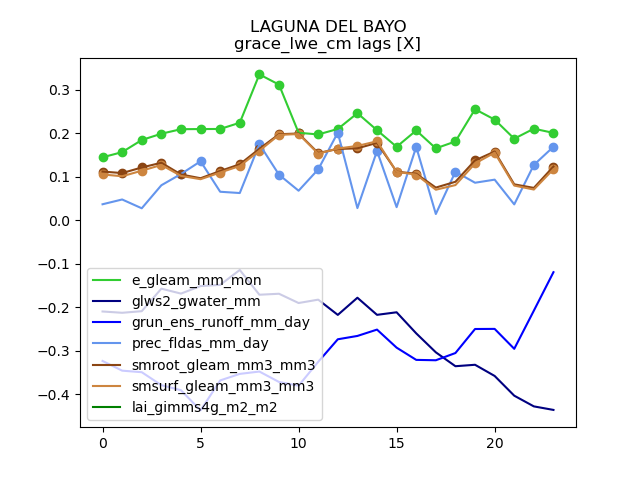 LAGUNA DEL BAYO
grace_lwe_cm lags [X]
0.3
0.2
0.1
0.0
−0.1
−0.2
−0.3
−0.4
e_gleam_mm_mon
glws2_gwater_mm
grun_ens_runoff_mm_day
prec_fldas_mm_day
smroot_gleam_mm3_mm3
smsurf_gleam_mm3_mm3
lai_gimms4g_m2_m2
0 5 10 15 20